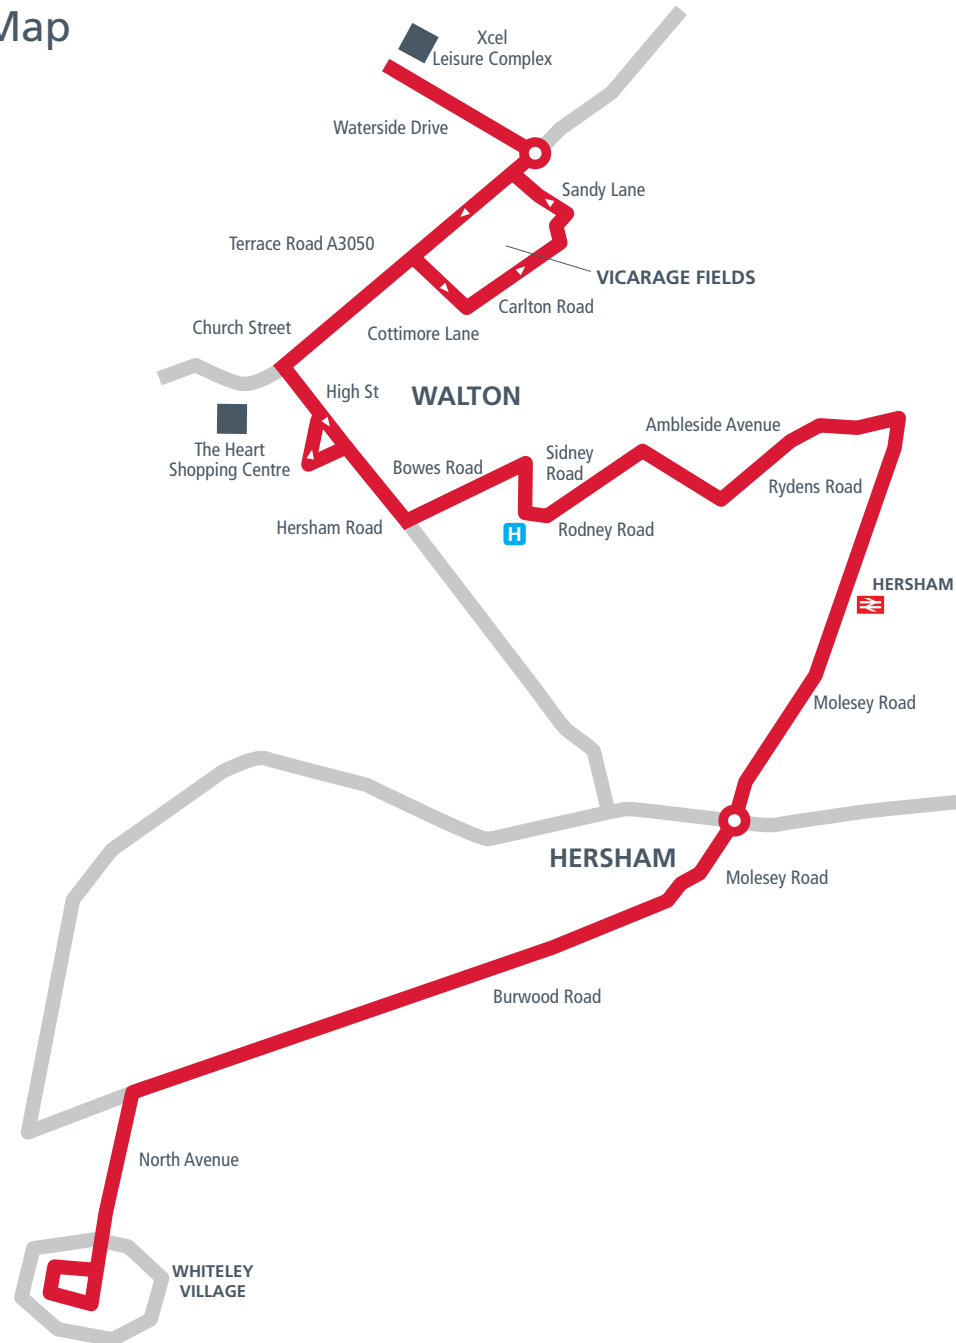 Map
Xcel
Leisure Complex
Waterside Drive
Sandy Lane
Terrace Road A3050
VICARAGE FIELDS
Carlton Road
Church Street
Cottimore Lane
High St
WALTON
Ambleside Avenue
The Heart
Shopping Centre
Bowes Road
Sidney
Road
Rydens Road
Hersham Road
Rodney Road
H
HERSHAM
Molesey Road
HERSHAM
Molesey Road
Burwood Road
North Avenue
WHITELEY
VILLAGE